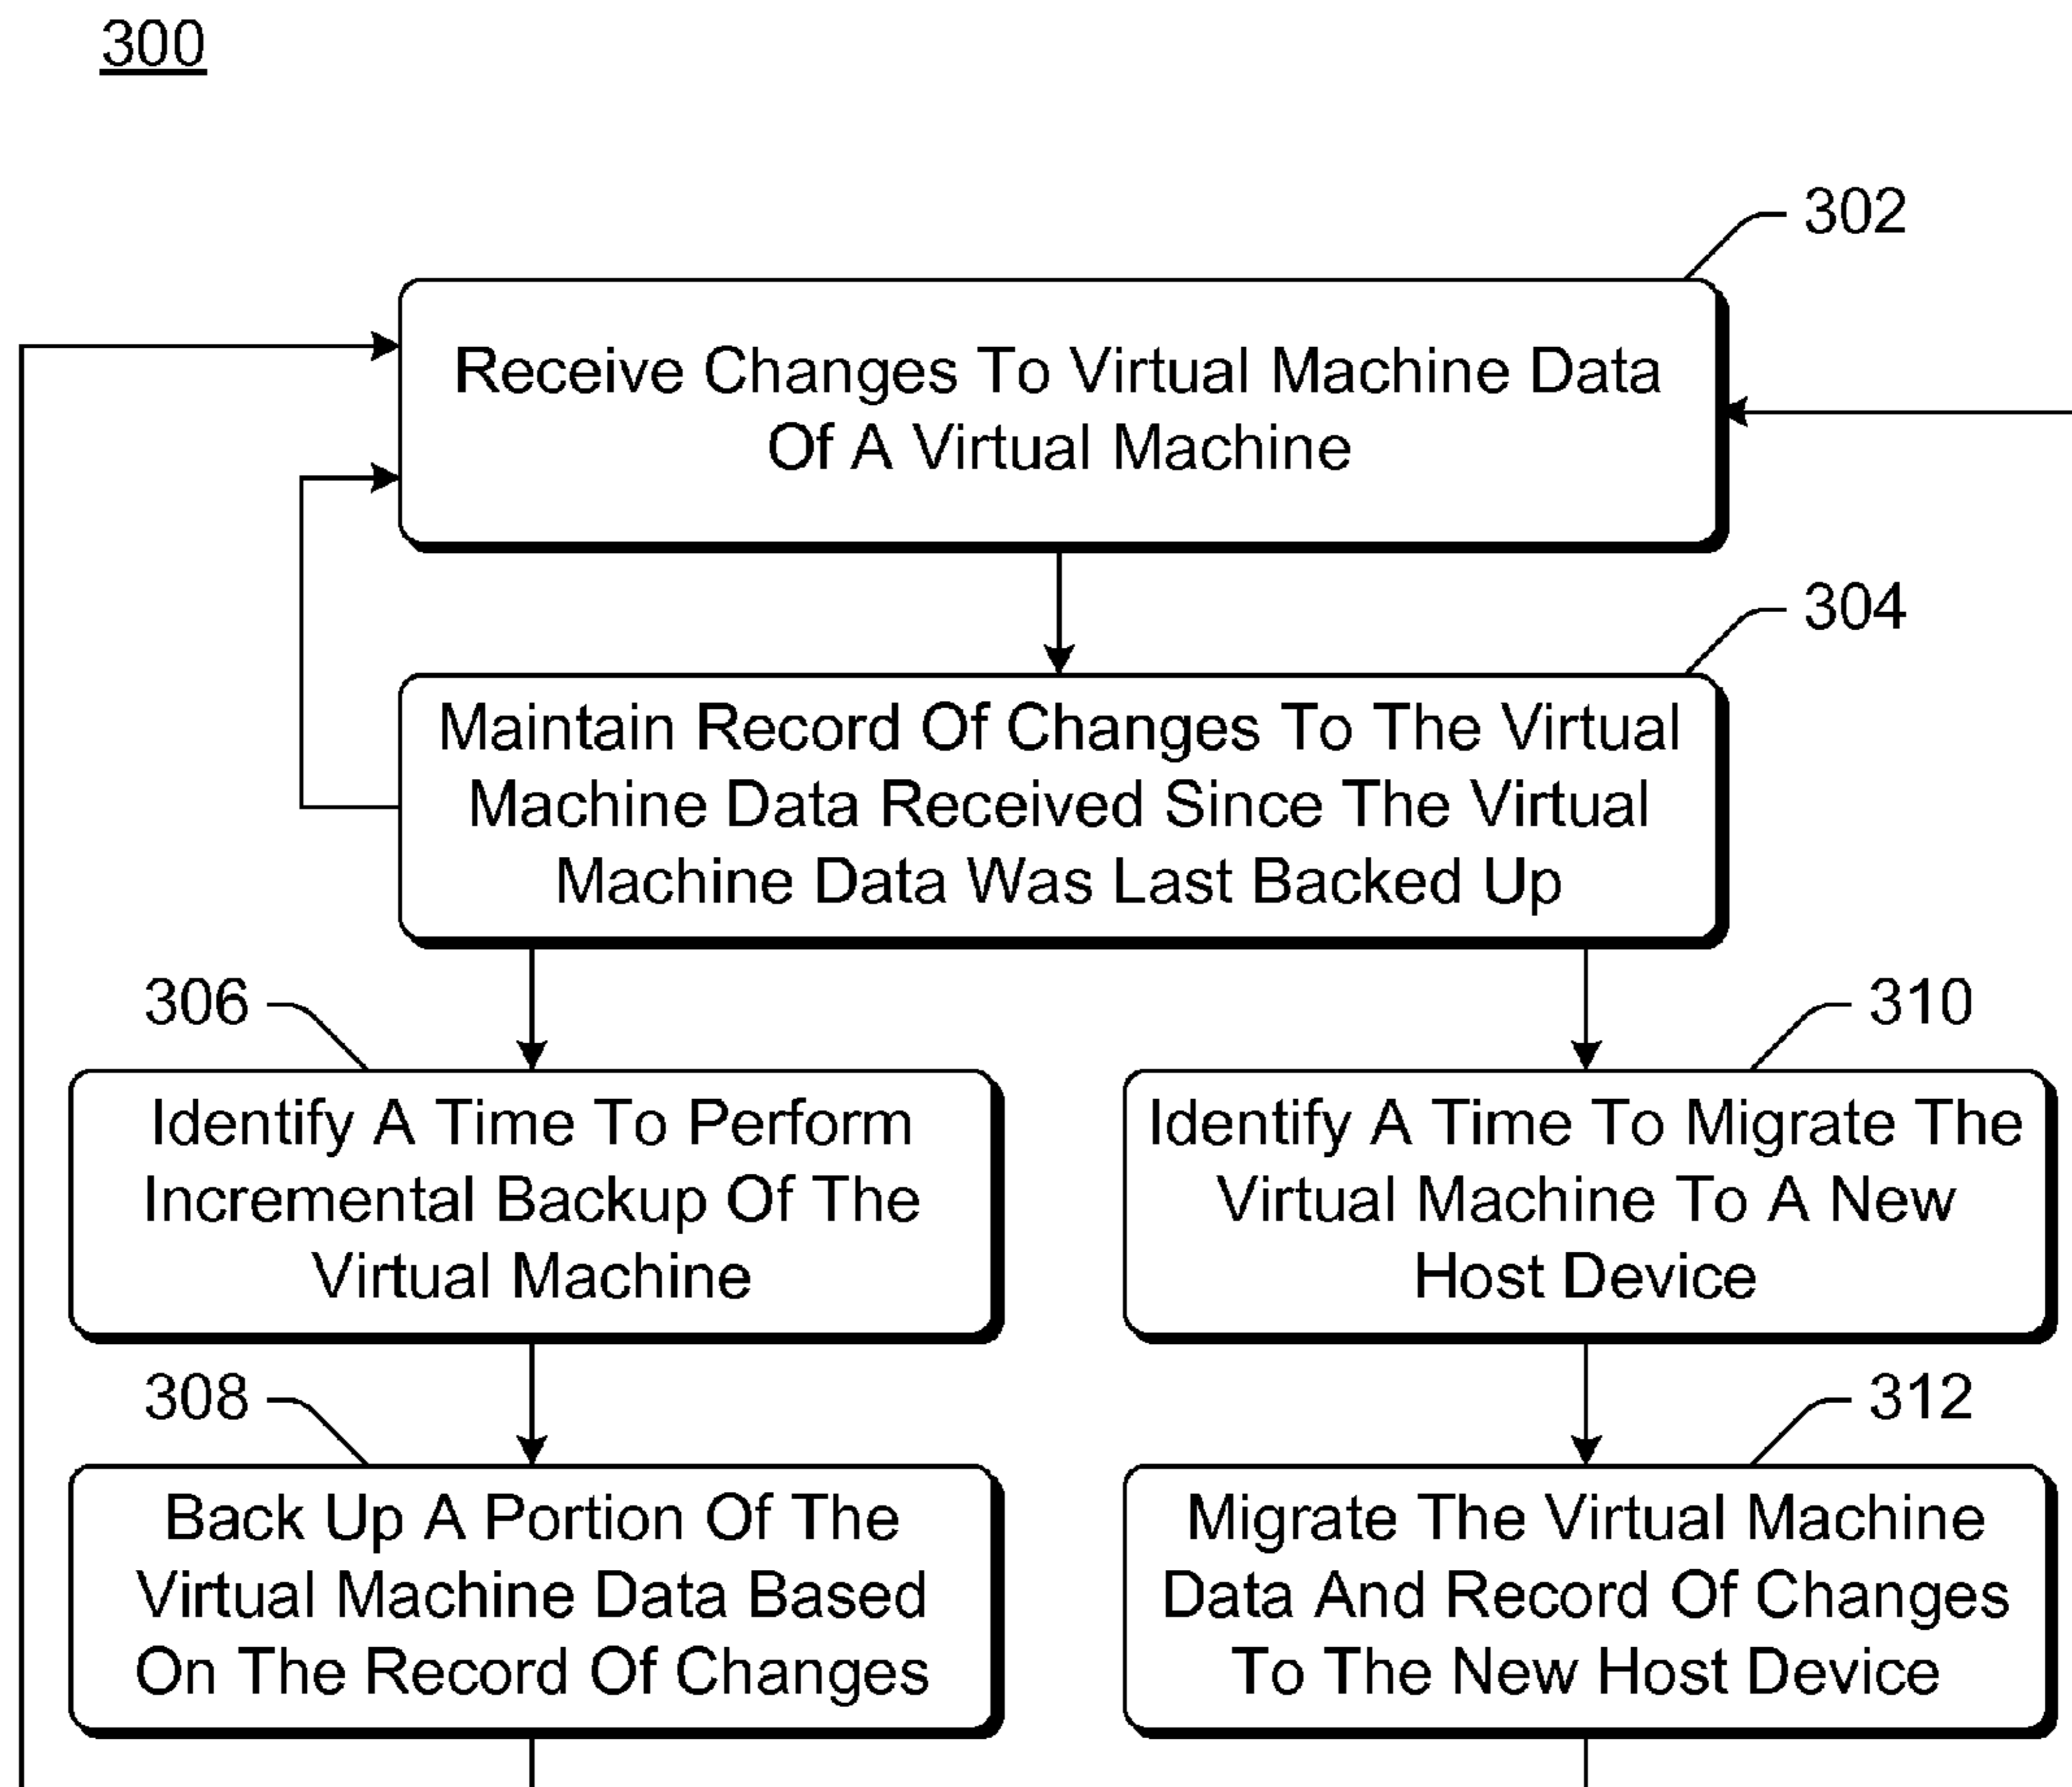 300
302
Receive Changes To Virtual Machine Data
Of A Virtual Machine
304
Maintain Record Of Changes To The Virtual
Machine Data Received Since The Virtual
Machine Data Was Last Backed Up
306
Identify A Time To Perform
Incremental Backup Of The
Virtual Machine
310
Identify A Time To Migrate The
Virtual Machine To A New
Host Device
308
Back Up A Portion Of The
Virtual Machine Data Based
On The Record Of Changes
312
Migrate The Virtual Machine
Data And Record Of Changes
To The New Host Device